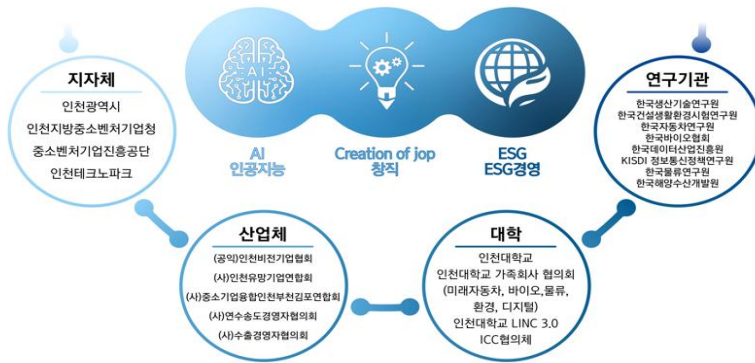 AI
AI
인공지능
Creation of jop
창직
ESG
ESG경영
지자체
인천광역시
인천지방중소벤처기업청
중소벤처기업진흥공단
인천테크노파크
산업체
(공익)인천비전기업협회
(사)인천유망기업연합회
(사)중소기업융합인천부천김포연합회
(사)연수송도경영자협의회
(사)수출경영자협의회
대학
인천대학교
인천대학교 가족회사 협의회
(미래자동차, 바이오,물류,
환경, 디지털)
인천대학교 LINC 3.0
ICC협의체
연구기관
한국생산기술연구원
한국건설생활환경시험연구원
한국자동차연구원
한국바이오협회
한국데이터산업진흥원
KISDI 정보통신정책연구원
한국물류연구원
한국해양수산개발원